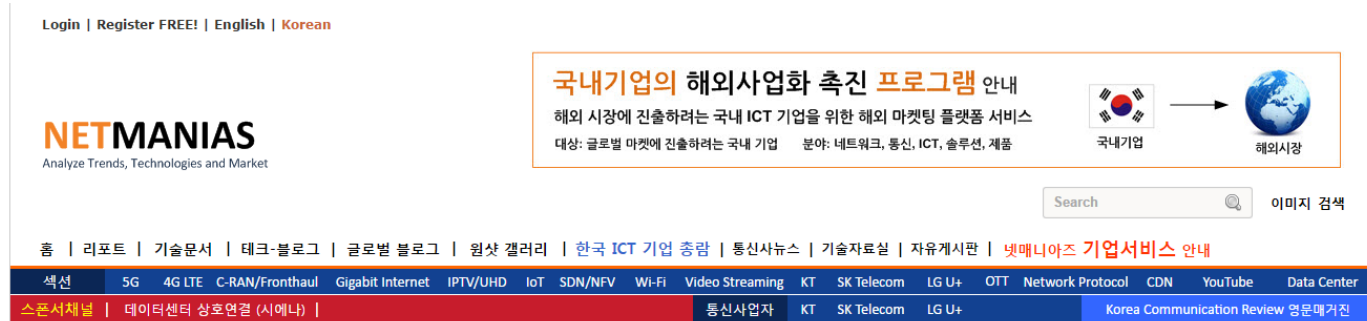 Login | Register FREE! | English | Korean
국내기업의 해외사업화 촉진 프로그램 안내
해외 시장에 진출하려는 국내 ICT 기업을 위한 해외 마켓팅 플랫폼 서비스
대상: 글로벌 마켓에 진출하려는 국내 기업 분야: 네트워크, 통신, ICT, 솔루션, 제품
국내기업 해외시장
NETMANIAS
Analyze Trends, Technologies and Market
Search 이미지 검색
홈 | 리포트 | 기술문서 | 테크-블로그 | 글로벌 블로그 | 원샷 갤러리 | 한국 ICT 기업 총람 | 통신사뉴스 | 기술자료실 | 자유게시판 | 넷매니아즈 기업서비스 안내
섹션 5G 4G LTE C-RAN/Fronthaul Gigabit Internet IPTV/UHD IoT SDN/NFV Wi-Fi Video Streaming KT SK Telecom LG U+ OTT Network Protocol CDN YouTube Data Center
스폰서채널 | 데이터센터 상호연결 (시에나) | 통신사업자 KT SK Telecom LG U+ Korea Communication Review 영문매거진